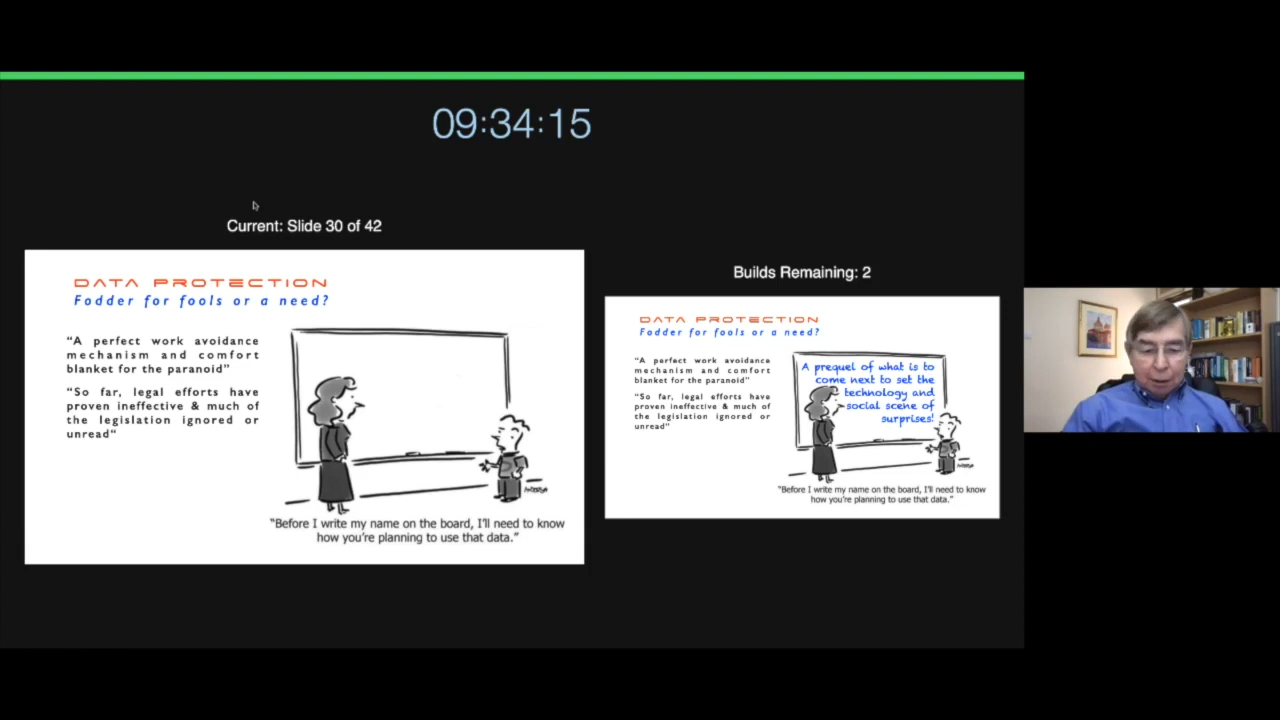 09:34:15
Current: Slide 30 of 42
DATA PROTECTION
Fodder for fools or a need?
“A perfect work avoidance
mechanism and comfort
blanket for the paranoid”
“So far, legal efforts have
proven ineffective & much of
the legislation ignored or
unread“
“Before I write my name on the board, I’ll need to know
how you’re planning to use that data.”
Builds Remaining: 2
DATA PROTECTION
Fodder for fools or a need?
“A perfect work avoidance
mechanism and comfort
blanket for the paranoid”
“So far, legal efforts have
proven ineffective & much of
the legislation ignored or
unread“
A prequel of what is to
come next to set the
technology and
social scene of
surprises!
“Before I write my name on the board, I’ll need to know
how you’re planning to use that data.”